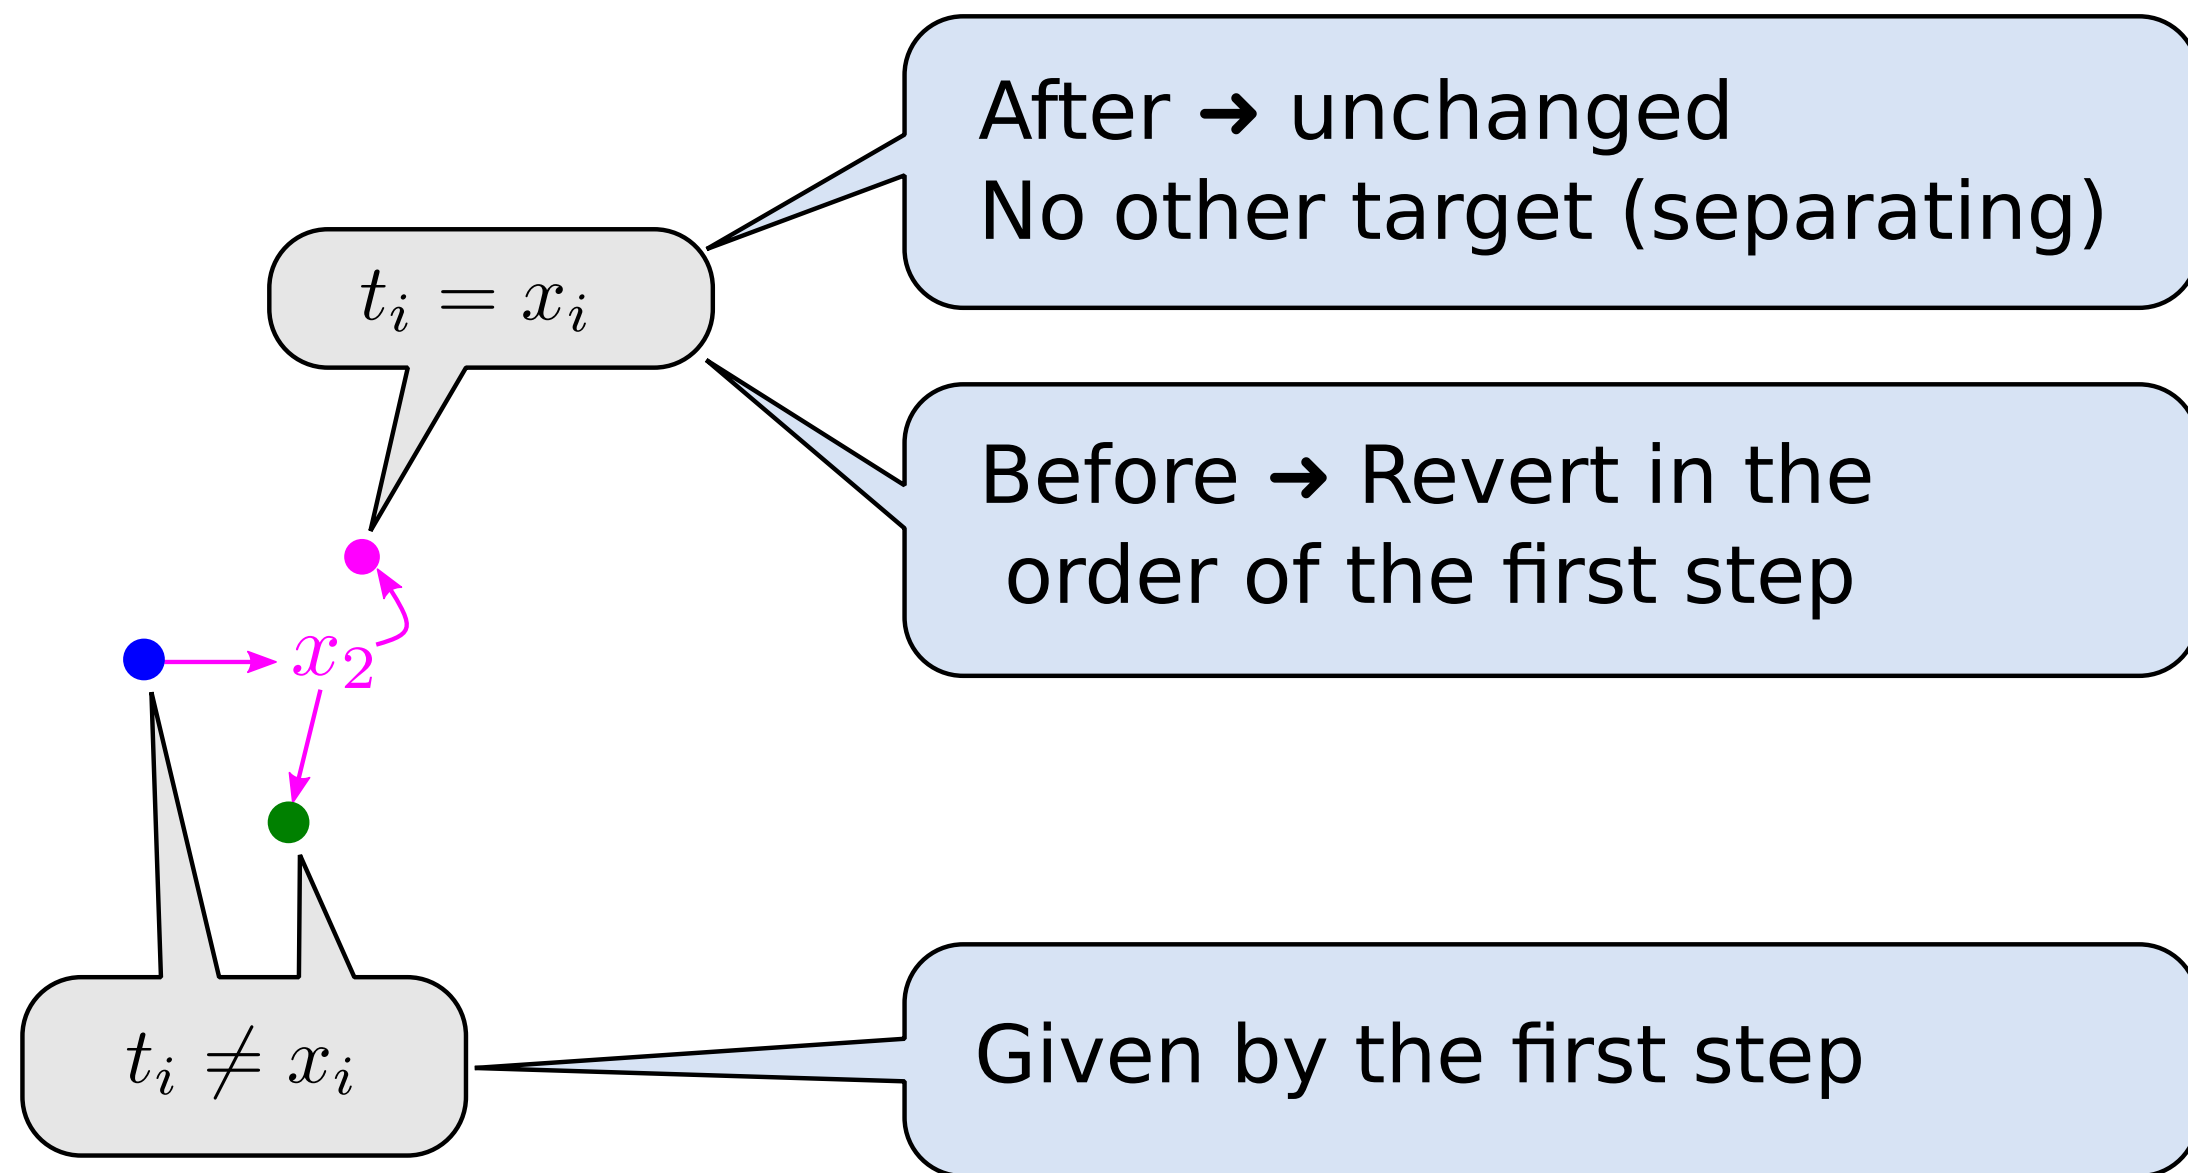 After ➜ unchanged
No other target (separating)
t_i = x_i
Before ➜ Revert in the
order of the first step
x_2
t_i ≠ x_i
Given by the first step